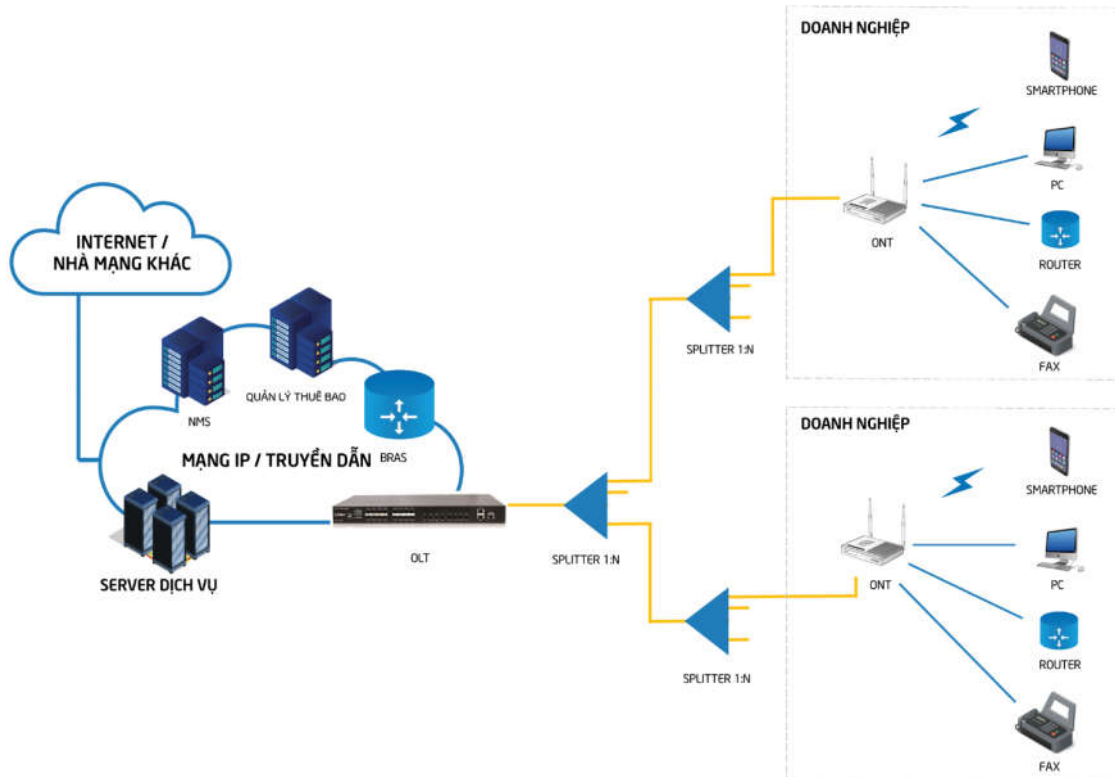 DOANH NGHIỆP
SMARTPHONE
PC
ONT
ROUTER
FAX
INTERNET /
NHÀ MẠNG KHÁC
SPLITTER 1:N
QUẢN LÝ THUÊ BAO
NMS
MẠNG IP / TRUYỀN DẪN
BRAS
DOANH NGHIỆP
SMARTPHONE
OLT
SPLITTER 1:N
SERVER DỊCH VỤ
PC
ONT
ROUTER
SPLITTER 1:N
FAX